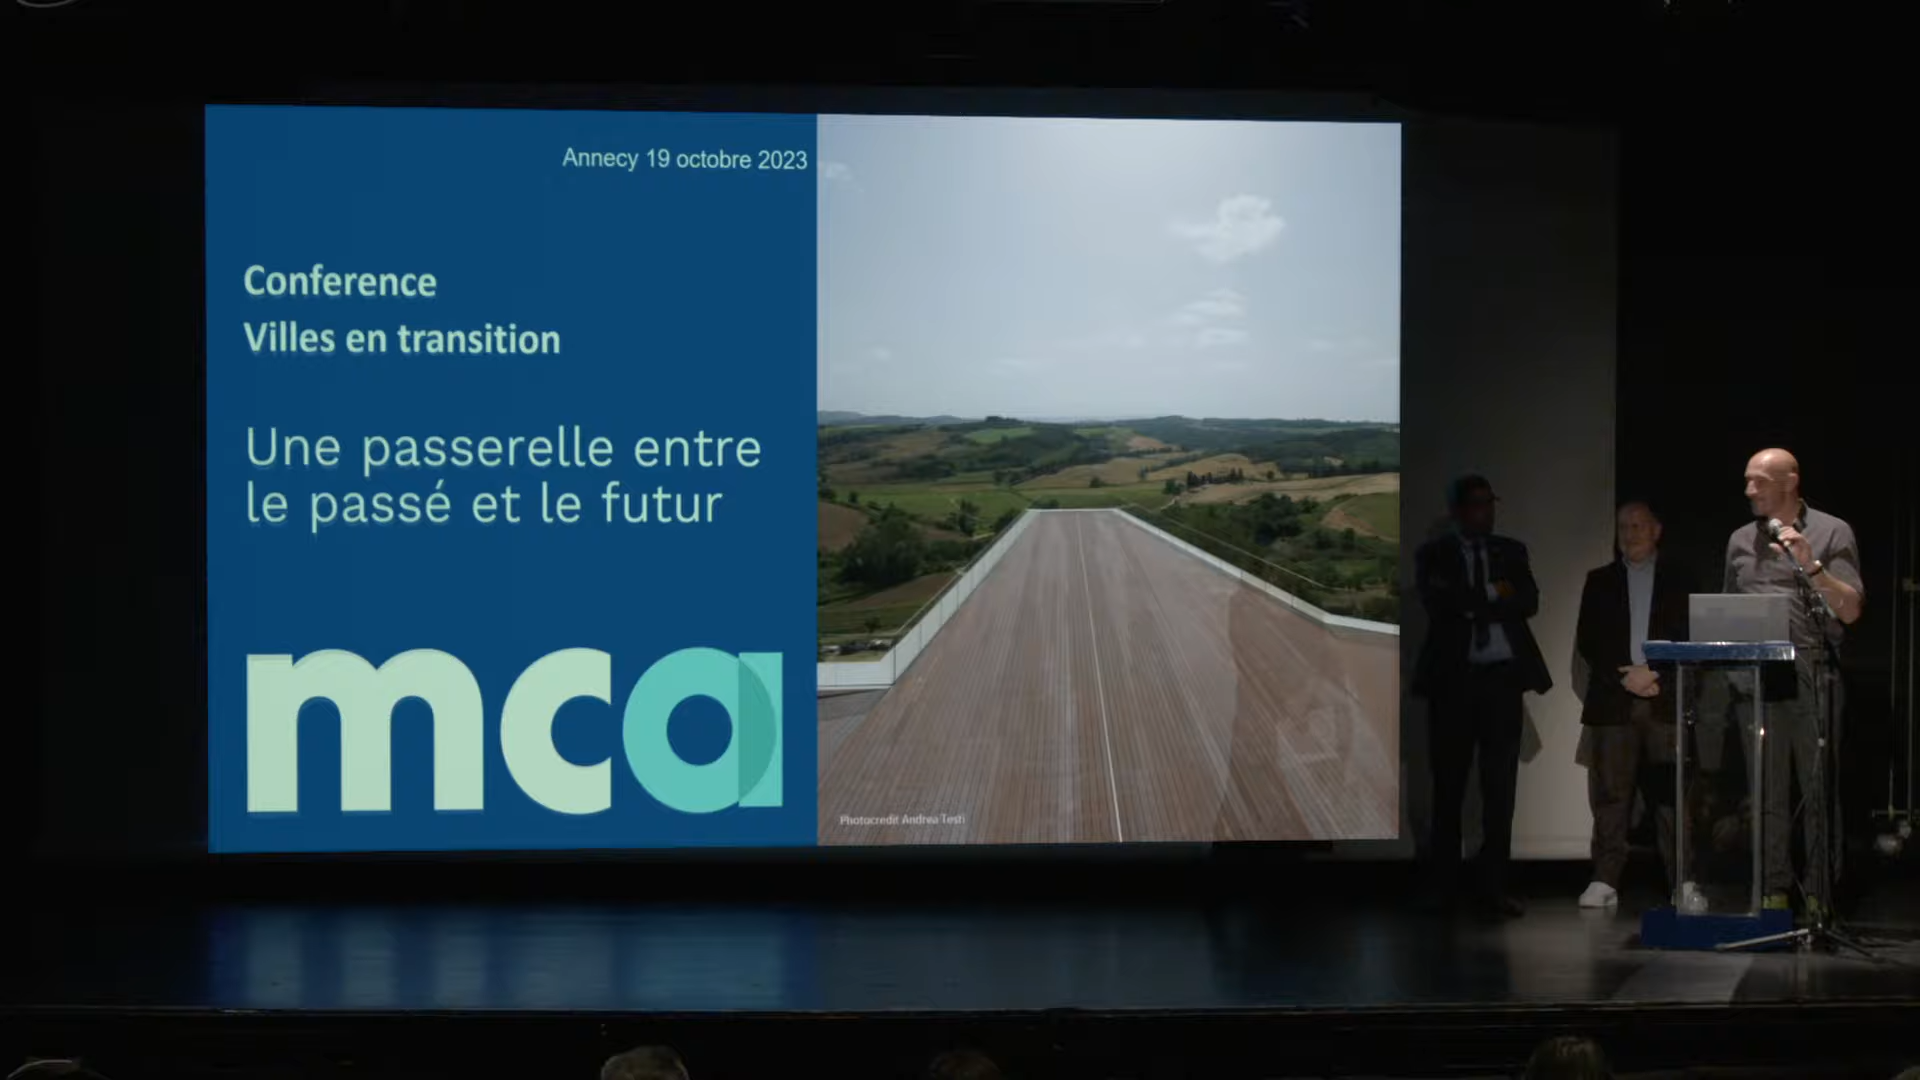 Annecy 19 octobre 2023
Conference
Villes en transition
Une passerelle entre
le passé et le futur
mca
Photocredit Andrea Testi